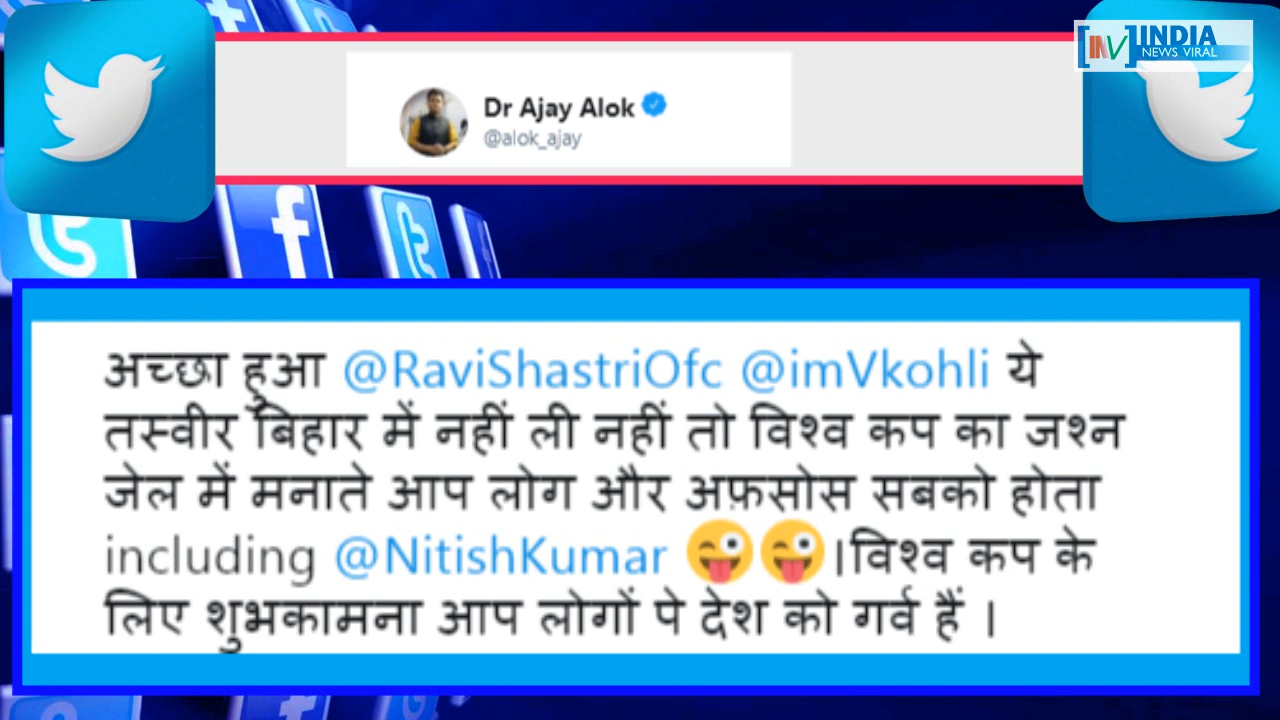 INDIA
NEWS VIRAL
Dr Ajay Alok
@alok_ajay
अच्छा हुआ @RaviShastriOfc @imVkohli ये
तस्वीर बिहार में नहीं ली नहीं तो विश्व कप का जश्न
जेल में मनाते आप लोग और अफ़सोस सबको होता
including @NitishKumar 😜😜।विश्व कप के
लिए शुभकामना आप लोगों पे देश को गर्व हैं ।